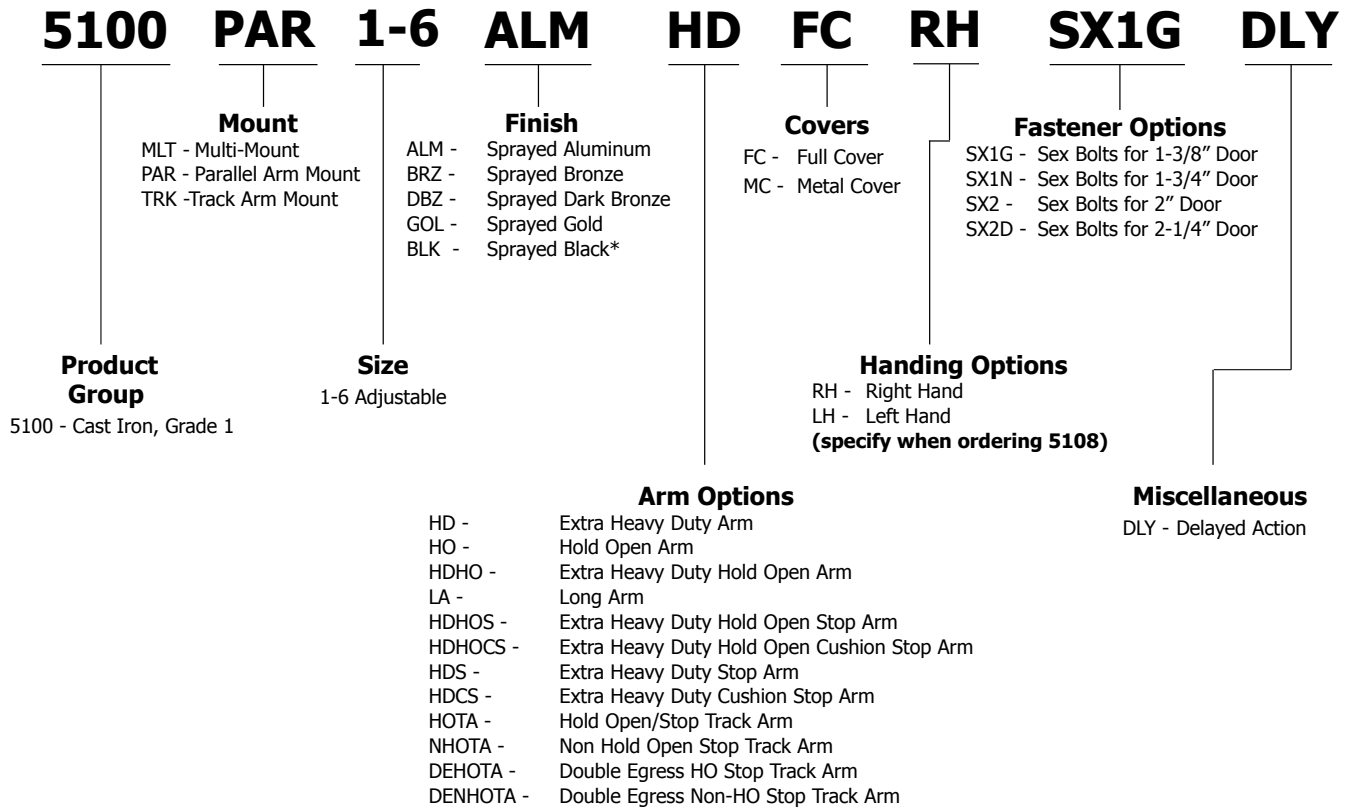 5100 PAR 1-6 ALM HD FC RH SX1G DLY
Mount
MLT - Multi-Mount
PAR - Parallel Arm Mount
TRK -Track Arm Mount
Finish
ALM - Sprayed Aluminum
BRZ - Sprayed Bronze
DBZ - Sprayed Dark Bronze
GOL - Sprayed Gold
BLK - Sprayed Black*
Covers
FC - Full Cover
MC - Metal Cover
Fastener Options
SX1G - Sex Bolts for 1-3/8" Door
SX1N - Sex Bolts for 1-3/4" Door
SX2 - Sex Bolts for 2" Door
SX2D - Sex Bolts for 2-1/4" Door
Product
Group
5100 - Cast Iron, Grade 1
Size
1-6 Adjustable
Handing Options
RH - Right Hand
LH - Left Hand
(specify when ordering 5108)
Arm Options
HD - Extra Heavy Duty Arm
HO - Hold Open Arm
HDHO - Extra Heavy Duty Hold Open Arm
LA - Long Arm
HDHOS - Extra Heavy Duty Hold Open Stop Arm
HDHOCS - Extra Heavy Duty Hold Open Cushion Stop Arm
HDS - Extra Heavy Duty Stop Arm
HDCS - Extra Heavy Duty Cushion Stop Arm
HOTA - Hold Open/Stop Track Arm
NHOTA - Non Hold Open Stop Track Arm
DEHOTA - Double Egress HO Stop Track Arm
DENHOTA - Double Egress Non-HO Stop Track Arm
Miscellaneous
DLY - Delayed Action